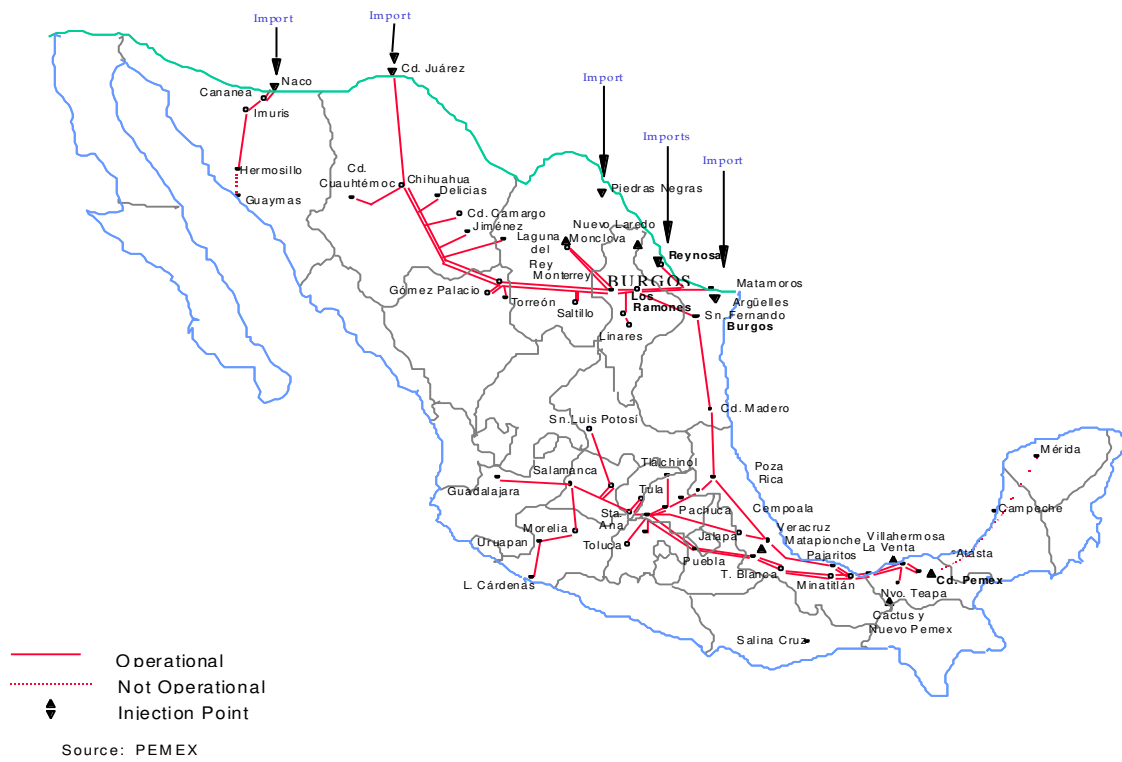 Import
Import
Import
Imports
Import
Naco
Cd. Juárez
Cananea
Imuris
Hermosillo
Guaymas
Cd.
Cuauhtémoc
Chihuahua
Delicias
Cd. Camargo
Jiménez
Laguna
del
Rey
Piedras Negras
Nuevo Laredo
Monclova
Reynosa
Monterrey
BURGOS
Matamoros
Gómez Palacio
Torreón
Saltillo
Los
Ramones
Argüelles
Sn. Fernando
Burgos
Linares
Cd. Madero
Sn. Luis Potosí
Tlalchinol
Salamanca
Poza
Rica
Mérida
Guadalajara
Tula
Pachuca
Cempoala
Campeche
Sta.
Ana
Morelia
Uruapan
Toluca
Jalapa
Veracruz
Matapionche
Villahermosa
Pajaritos
La Venta
Atasta
Puebla
T. Blanca
Minatitlán
Cd. Pemex
L. Cárdenas
Nvo. Teapa
Cactus y
Nuevo Pemex
Salina Cruz
Operational
Not Operational
Injection Point
Source: PEMEX